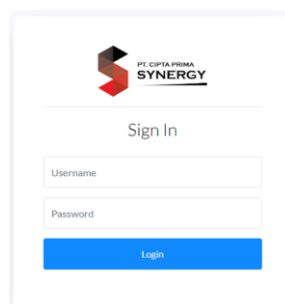 PT. CIPTA PRIMA
SYNERGY
Sign In
Username
Password
Login